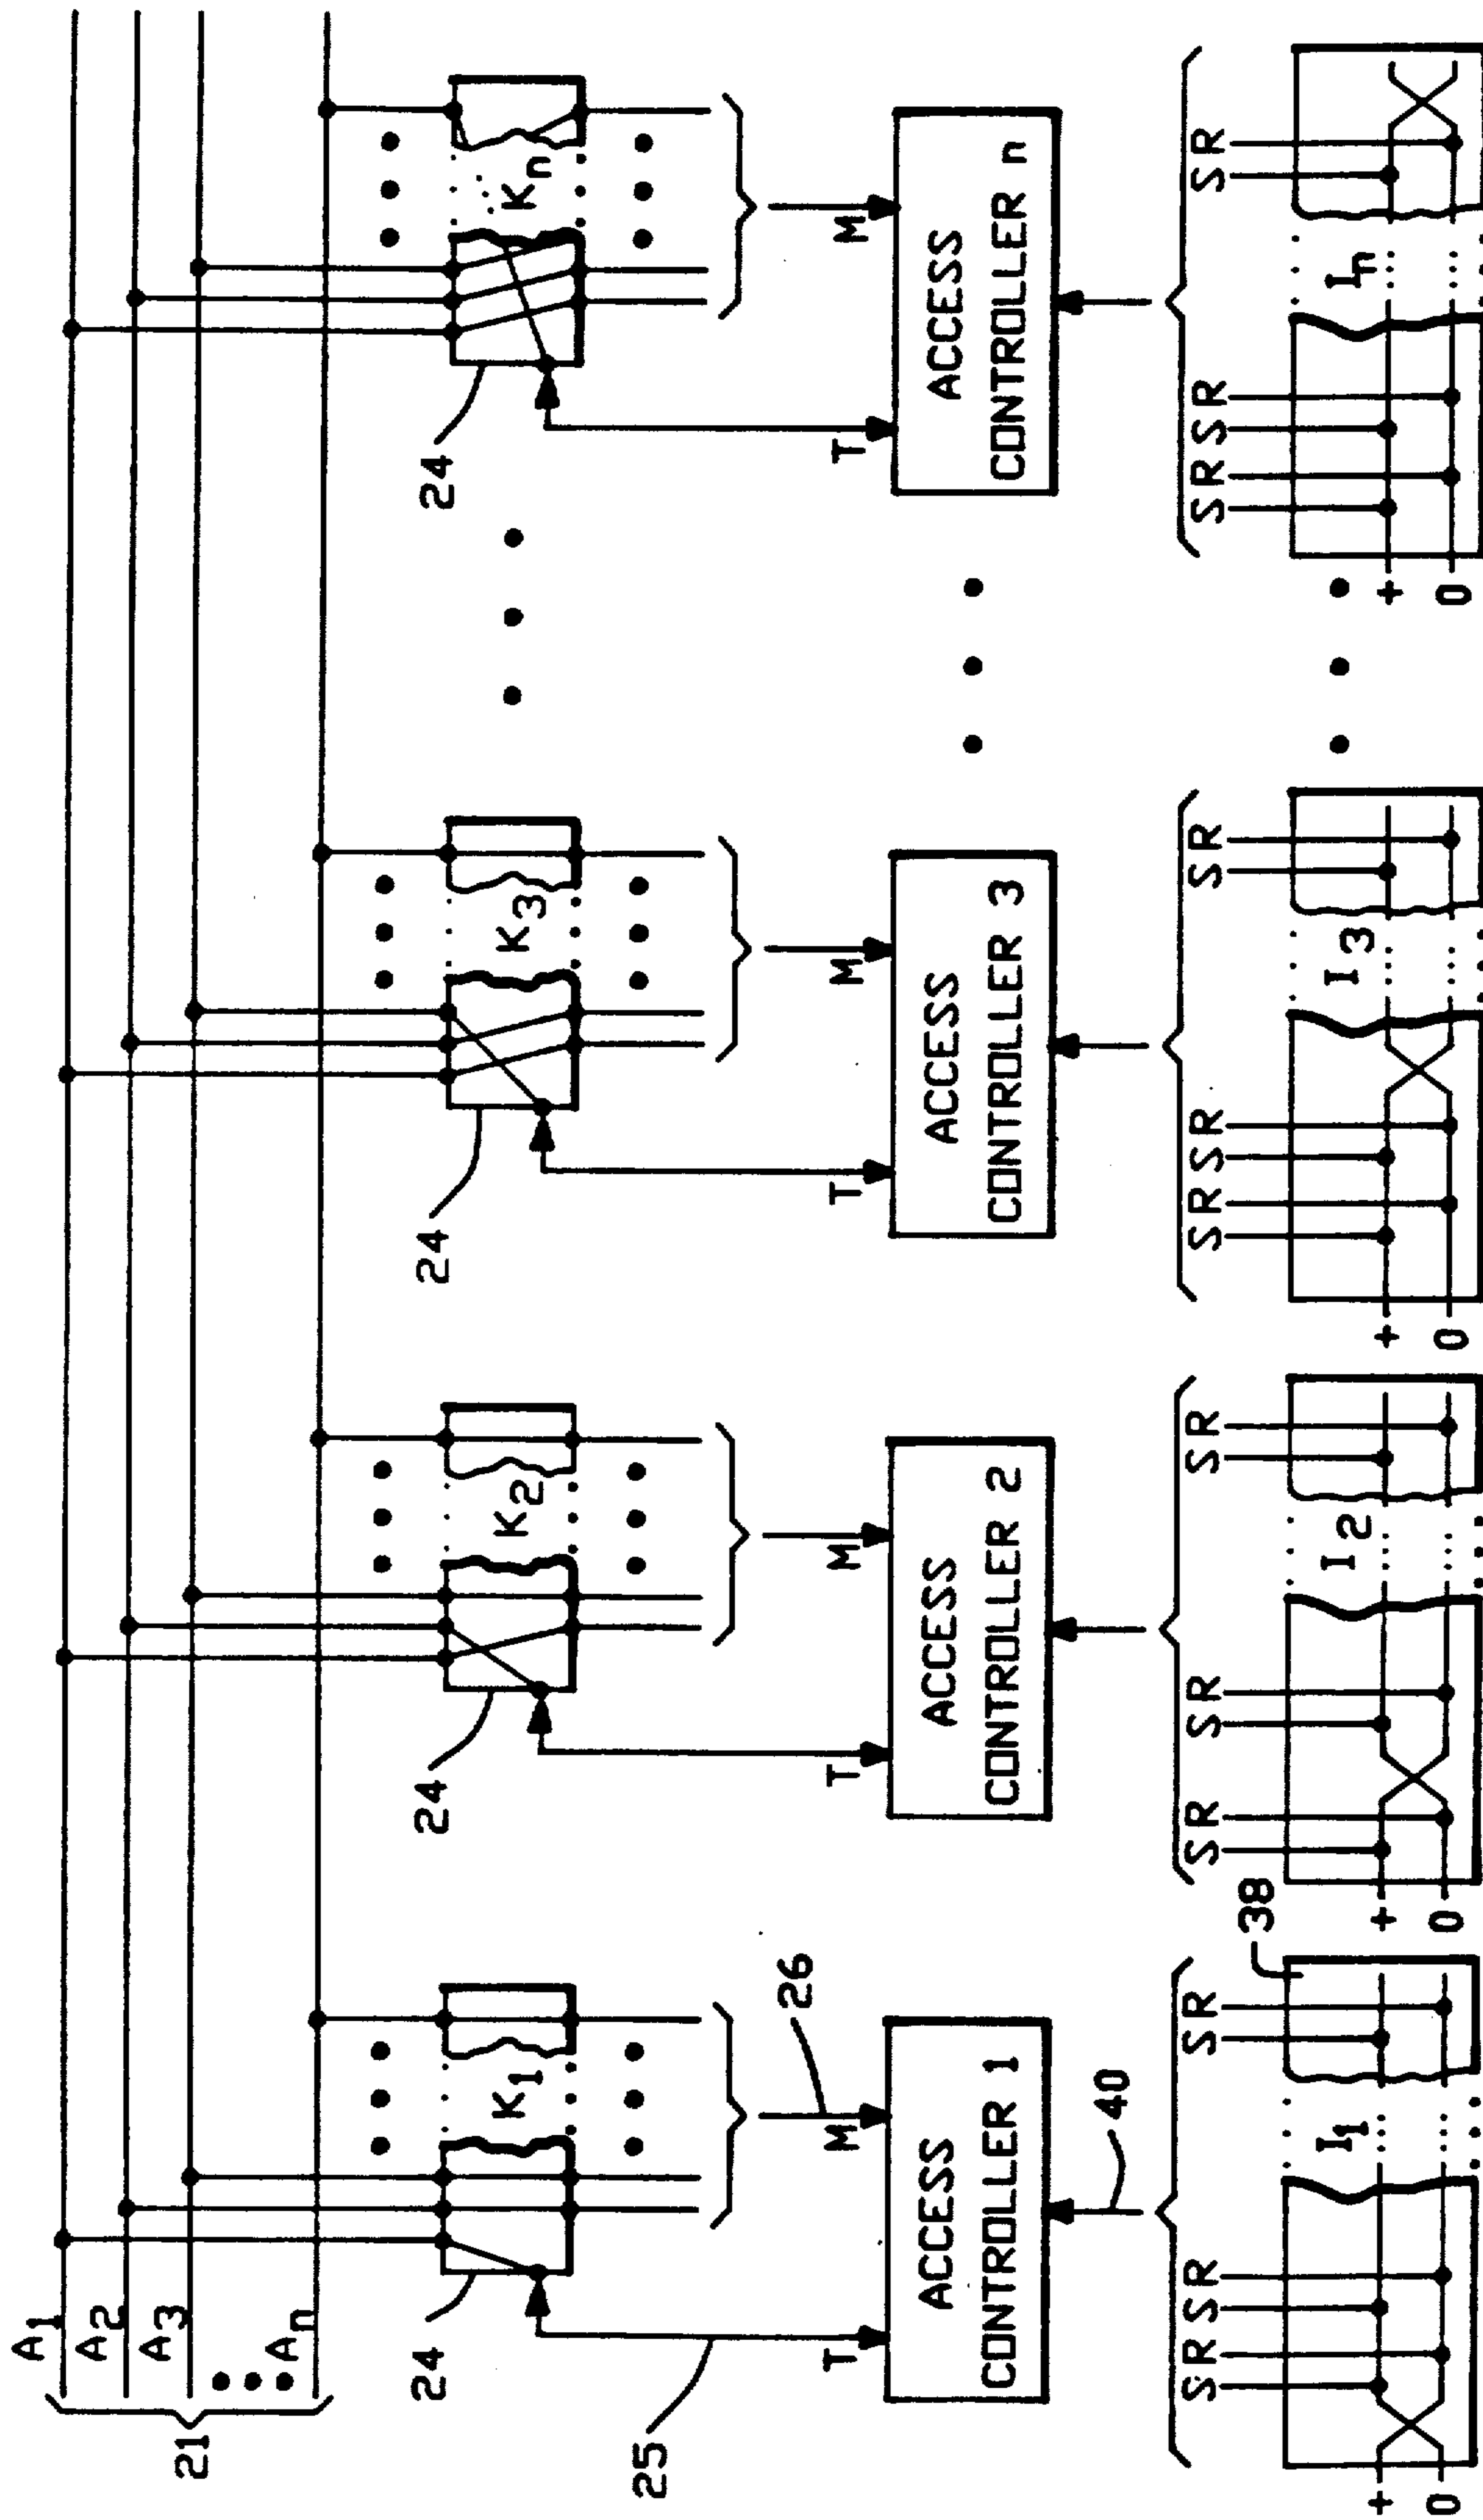 A1
A2
A3
An
21
24
24
24
24
K1
K2
K3
Kn
25
26
T M
T M
T M
T M
ACCESS
CONTROLLER 1
ACCESS
CONTROLLER 2
ACCESS
CONTROLLER 3
ACCESS
CONTROLLER n
40
38
S R S R S R
S R S R S R
S R S R S R
S R S R S R
I1
I2
I3
In
+
0
+
0
+
0
+
0